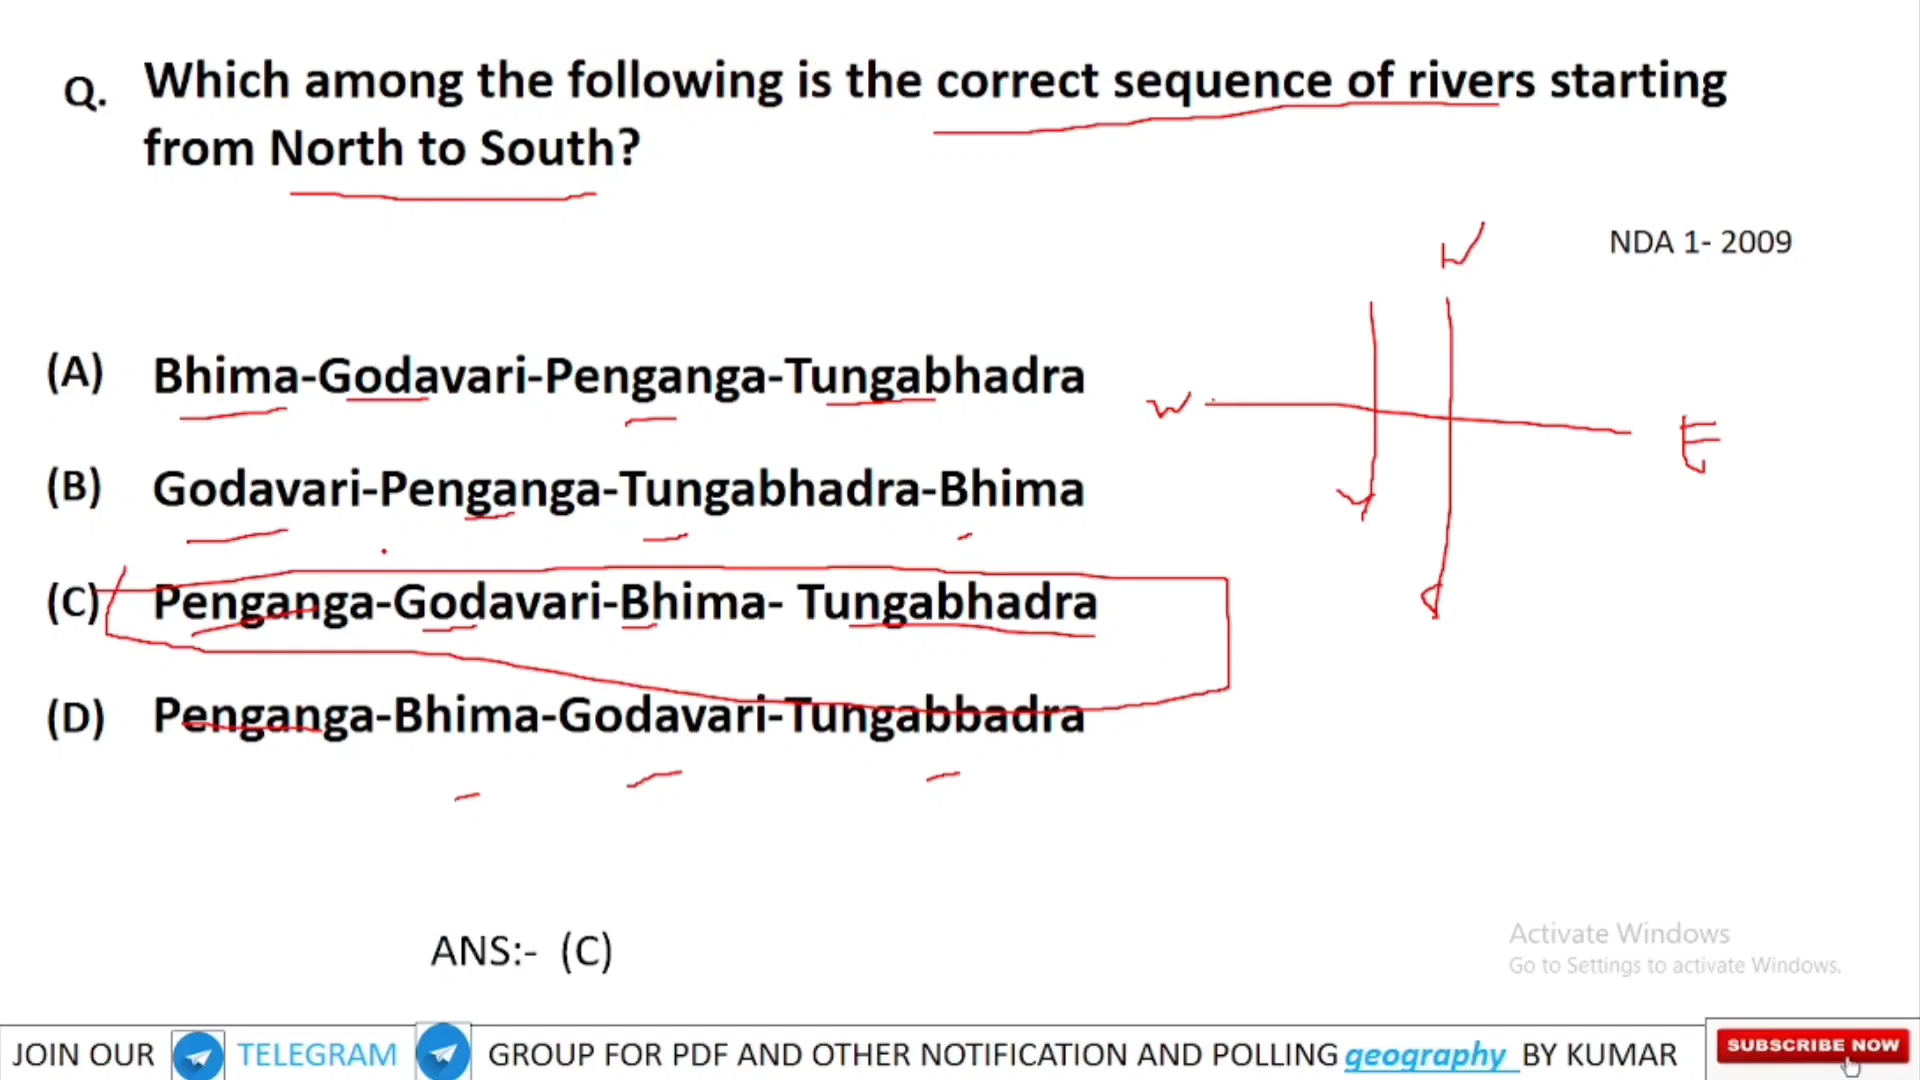 Q. Which among the following is the correct sequence of rivers starting
from North to South?
N
NDA 1- 2009
(A) Bhima-Godavari-Penganga-Tungabhadra
W
E
(B) Godavari-Penganga-Tungabhadra-Bhima
(C) Penganga-Godavari-Bhima- Tungabhadra
(D) Penganga-Bhima-Godavari-Tungabbadra
ANS:- (C)
Activate Windows
Go to Settings to activate Windows.
JOIN OUR TELEGRAM GROUP FOR PDF AND OTHER NOTIFICATION AND POLLING geography BY KUMAR SUBSCRIBE NOW